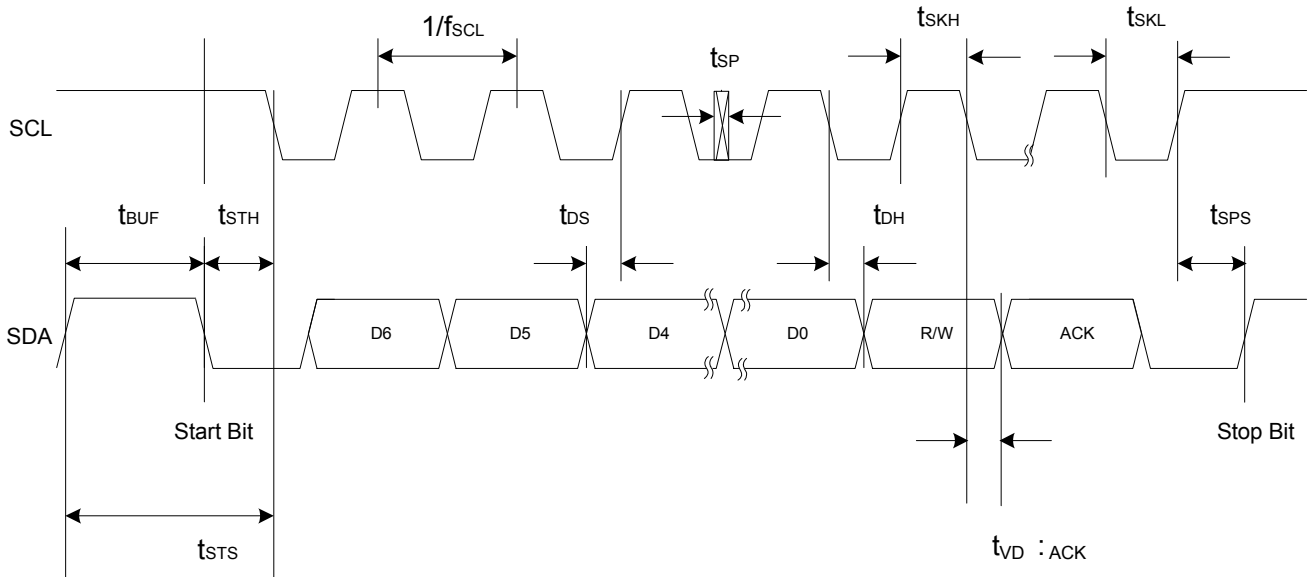 1/fSCL
tSKH
tSKL
tSP
SCL
tBUF
tSTH
tDS
tDH
tSPS
SDA
D6
D5
D4
D0
R/W
ACK
Start Bit
Stop Bit
tSTS
tVD : ACK